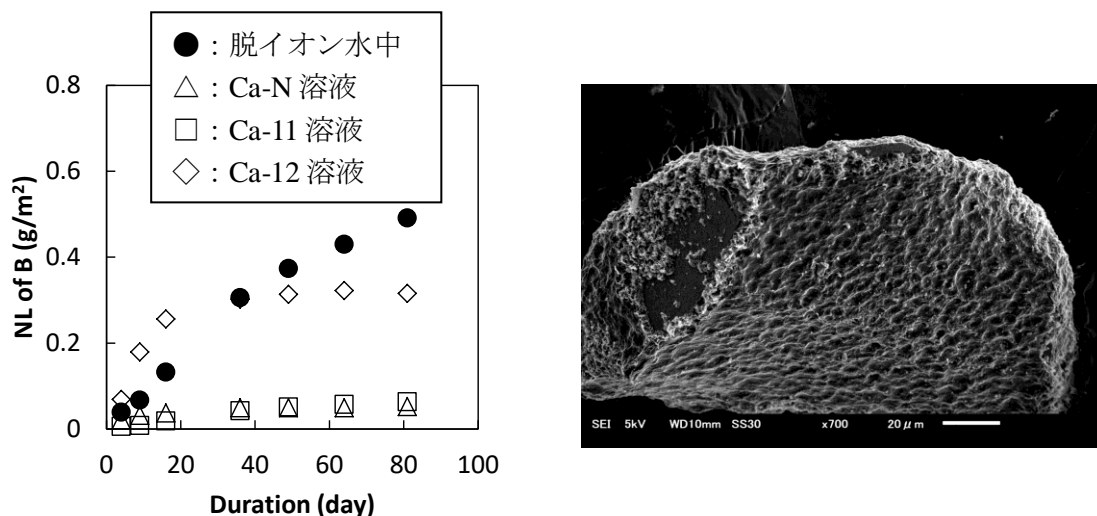 ●：脱イオン水中
△：Ca-N 溶液
□：Ca-11 溶液
◇：Ca-12 溶液
NL of B (g/m²)
0.8
0.6
0.4
0.2
0
0 20 40 60 80 100
Duration (day)
SEI 5kV WD10mm SS30 x700 20μm